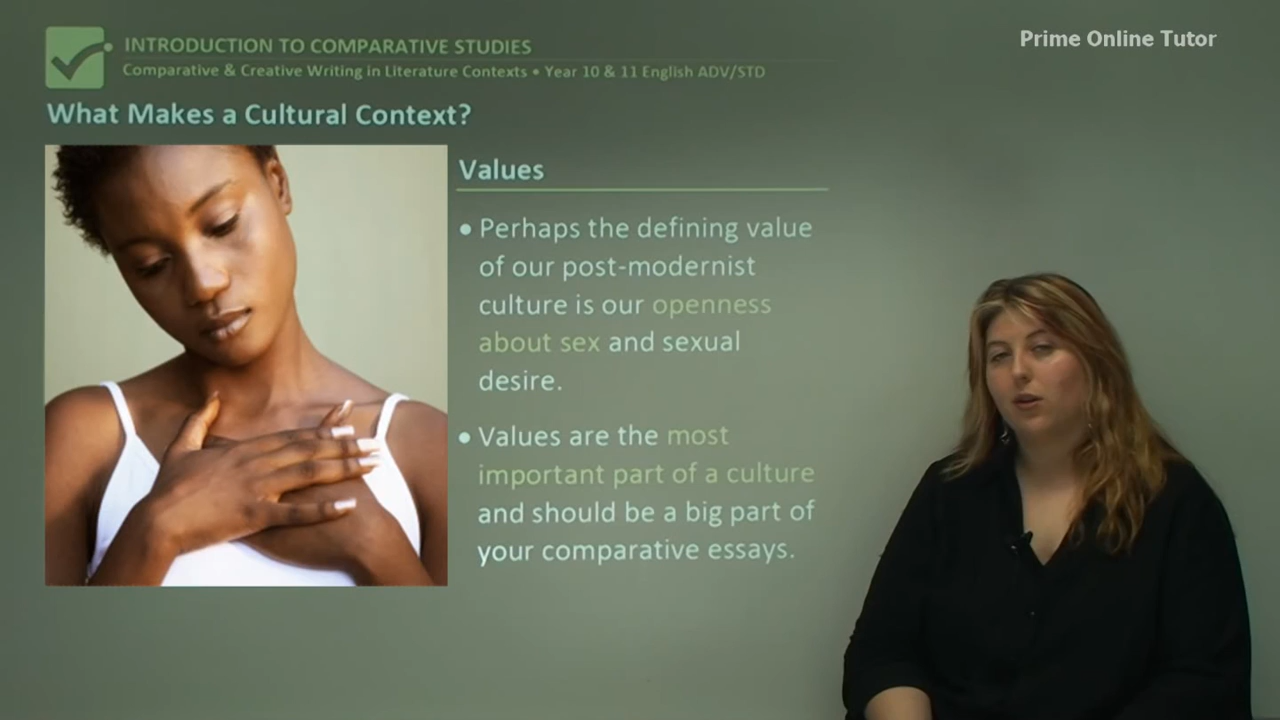 INTRODUCTION TO COMPARATIVE STUDIES
Prime Online Tutor
Comparative & Creative Writing in Literature Contexts • Year 10 & 11 English ADV/STD
What Makes a Cultural Context?
Values
• Perhaps the defining value
of our post-modernist
culture is our openness
about sex and sexual
desire.
• Values are the most
important part of a culture
and should be a big part of
your comparative essays.